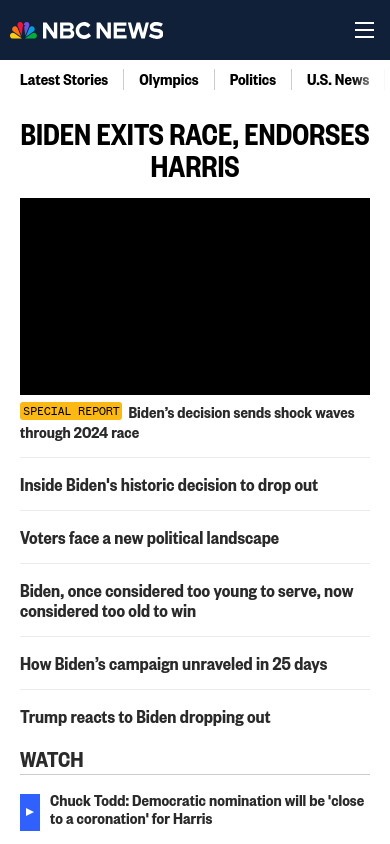 NBC NEWS
Latest Stories
Olympics
Politics
U.S. News
BIDEN EXITS RACE, ENDORSES
HARRIS
SPECIAL REPORT Biden’s decision sends shock waves
through 2024 race
Inside Biden's historic decision to drop out
Voters face a new political landscape
Biden, once considered too young to serve, now
considered too old to win
How Biden’s campaign unraveled in 25 days
Trump reacts to Biden dropping out
WATCH
Chuck Todd: Democratic nomination will be 'close
to a coronation' for Harris